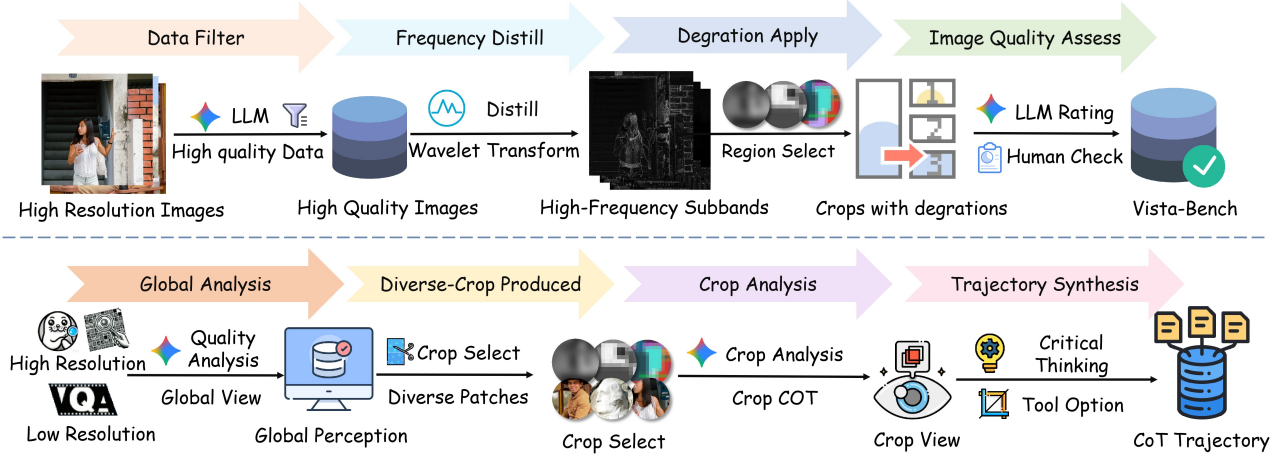 Data Filter
Frequency Distill
Degration Apply
Image Quality Assess
LLM
High quality Data
Distill
Wavelet Transform
Region Select
1
2
3
LLM Rating
Human Check
High Resolution Images
High Quality Images
High-Frequency Subbands
Crops with degrations
Vista-Bench
Global Analysis
Diverse-Crop Produced
Crop Analysis
Trajectory Synthesis
High Resolution
Quality
Analysis
Global View
VQA
Low Resolution
Global Perception
Crop Select
Diverse Patches
Crop Select
Crop Analysis
Crop COT
Crop View
Critical
Thinking
Tool Option
CoT Trajectory